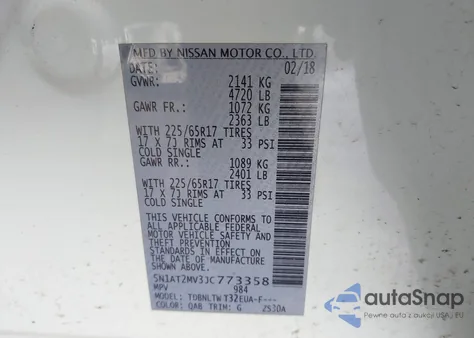 MFD BY NISSAN MOTOR CO., LTD.
DATE: 02/18
GVWR: 2141 KG
4720 LB
GAWR FR.: 1072 KG
2363 LB
WITH 225/65R17 TIRES
17 X 7J RIMS AT 33 PSI
COLD SINGLE
GAWR RR.: 1089 KG
2401 LB
WITH 225/65R17 TIRES
17 X 7J RIMS AT 33 PSI
COLD SINGLE
THIS VEHICLE CONFORMS TO
ALL APPLICABLE FEDERAL
MOTOR VEHICLE SAFETY
AND THEFT PREVENTION
STANDARDS IN EFFECT ON
THE DATE OF MANUFACTURE
SHOWN ABOVE
5N1AT2MV3JC773358
MPV 984
MODEL: TDBNLTW T32EUA-F---
COLOR: QAB TRIM: G 2530A
autoSnap
Pewne auta z aukcji w USA